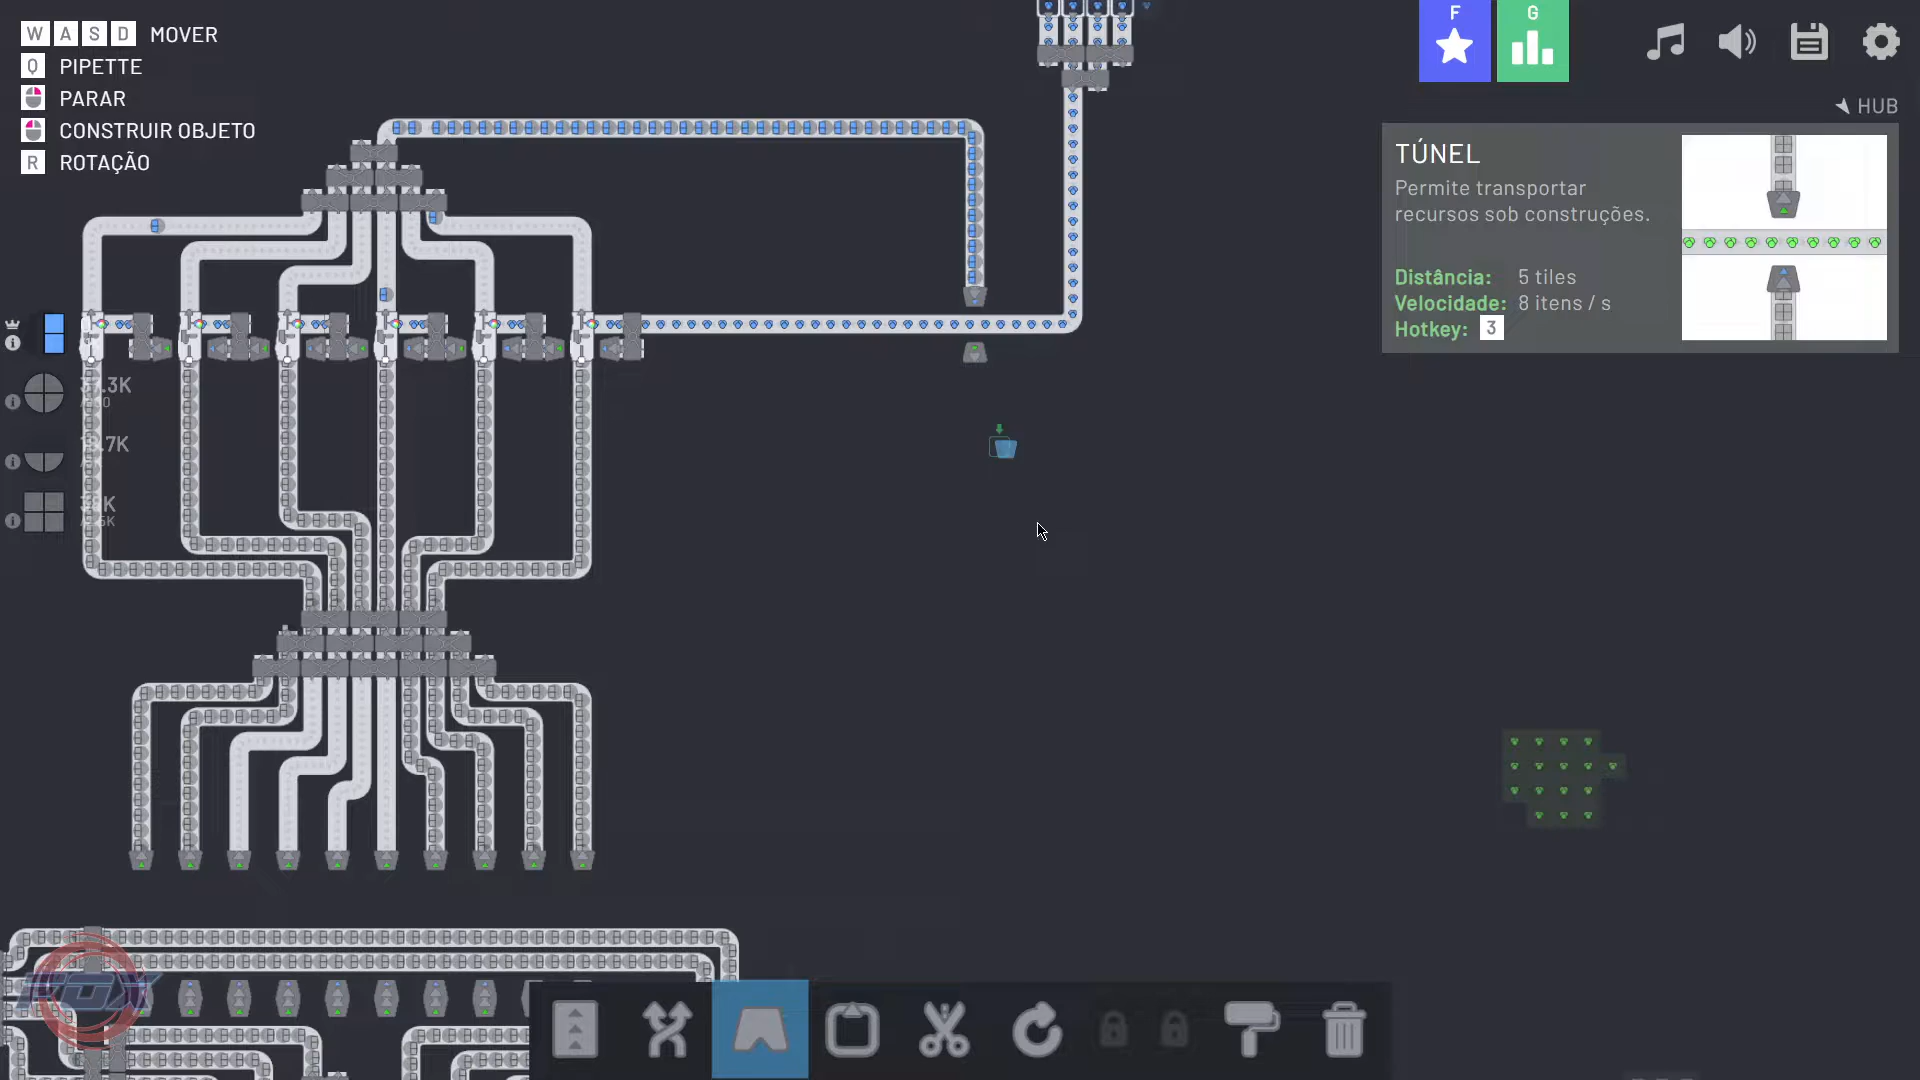 W A S D MOVER
Q PIPETTE
PARAR
CONSTRUIR OBJETO
R ROTAÇÃO
F
G
HUB
TÚNEL
Permite transportar
recursos sob construções.
Distância: 5 tiles
Velocidade: 8 itens / s
Hotkey: 3
FOX